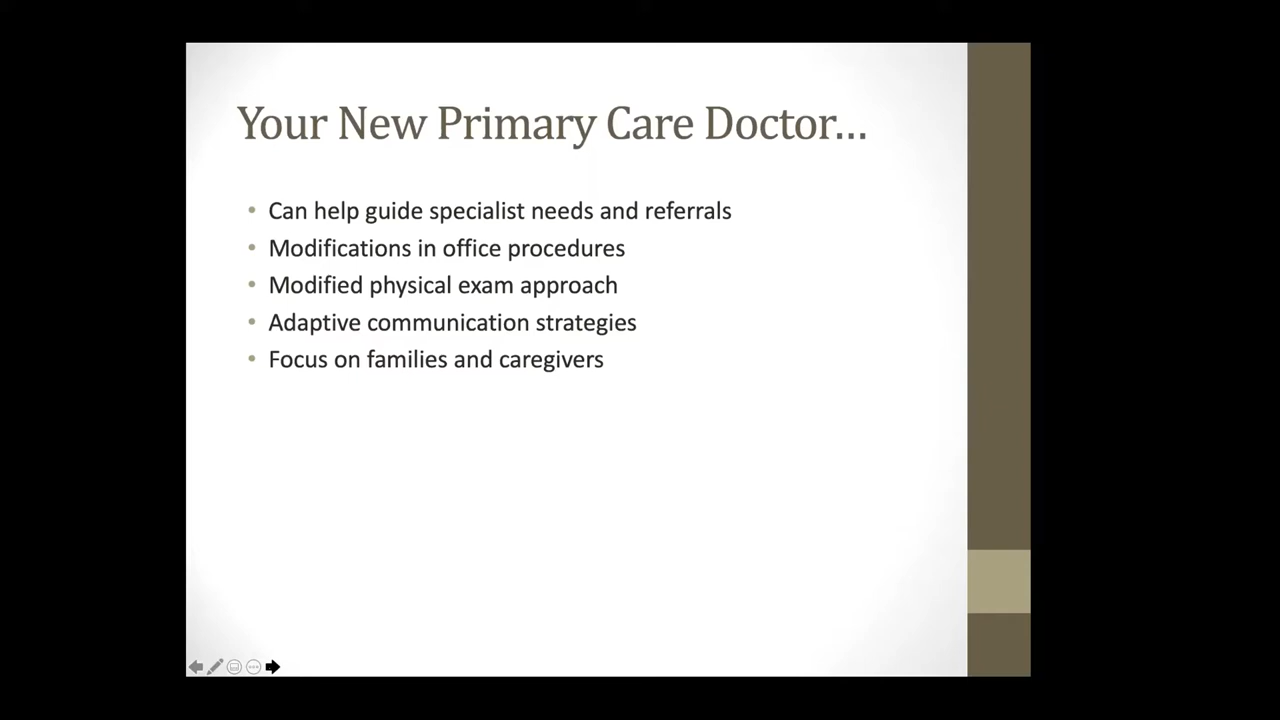 Your New Primary Care Doctor...
• Can help guide specialist needs and referrals
• Modifications in office procedures
• Modified physical exam approach
• Adaptive communication strategies
• Focus on families and caregivers